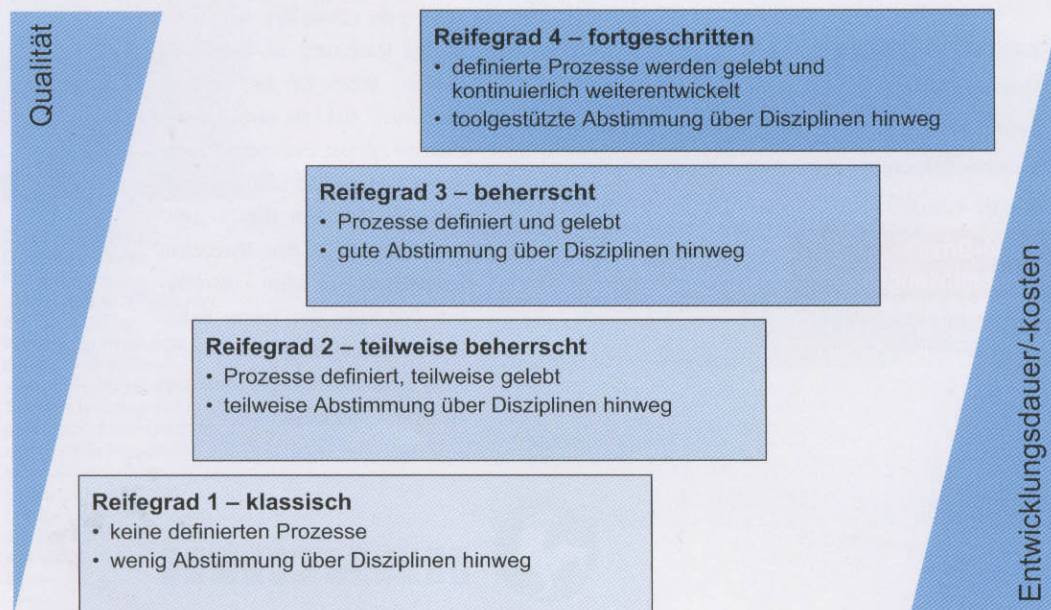 Qualität
Reifegrad 4 – fortgeschritten
• definierte Prozesse werden gelebt und
kontinuierlich weiterentwickelt
• toolgestützte Abstimmung über Disziplinen hinweg
Reifegrad 3 – beherrscht
• Prozesse definiert und gelebt
• gute Abstimmung über Disziplinen hinweg
Reifegrad 2 – teilweise beherrscht
• Prozesse definiert, teilweise gelebt
• teilweise Abstimmung über Disziplinen hinweg
Reifegrad 1 – klassisch
• keine definierten Prozesse
• wenig Abstimmung über Disziplinen hinweg
Entwicklungsdauer/-kosten